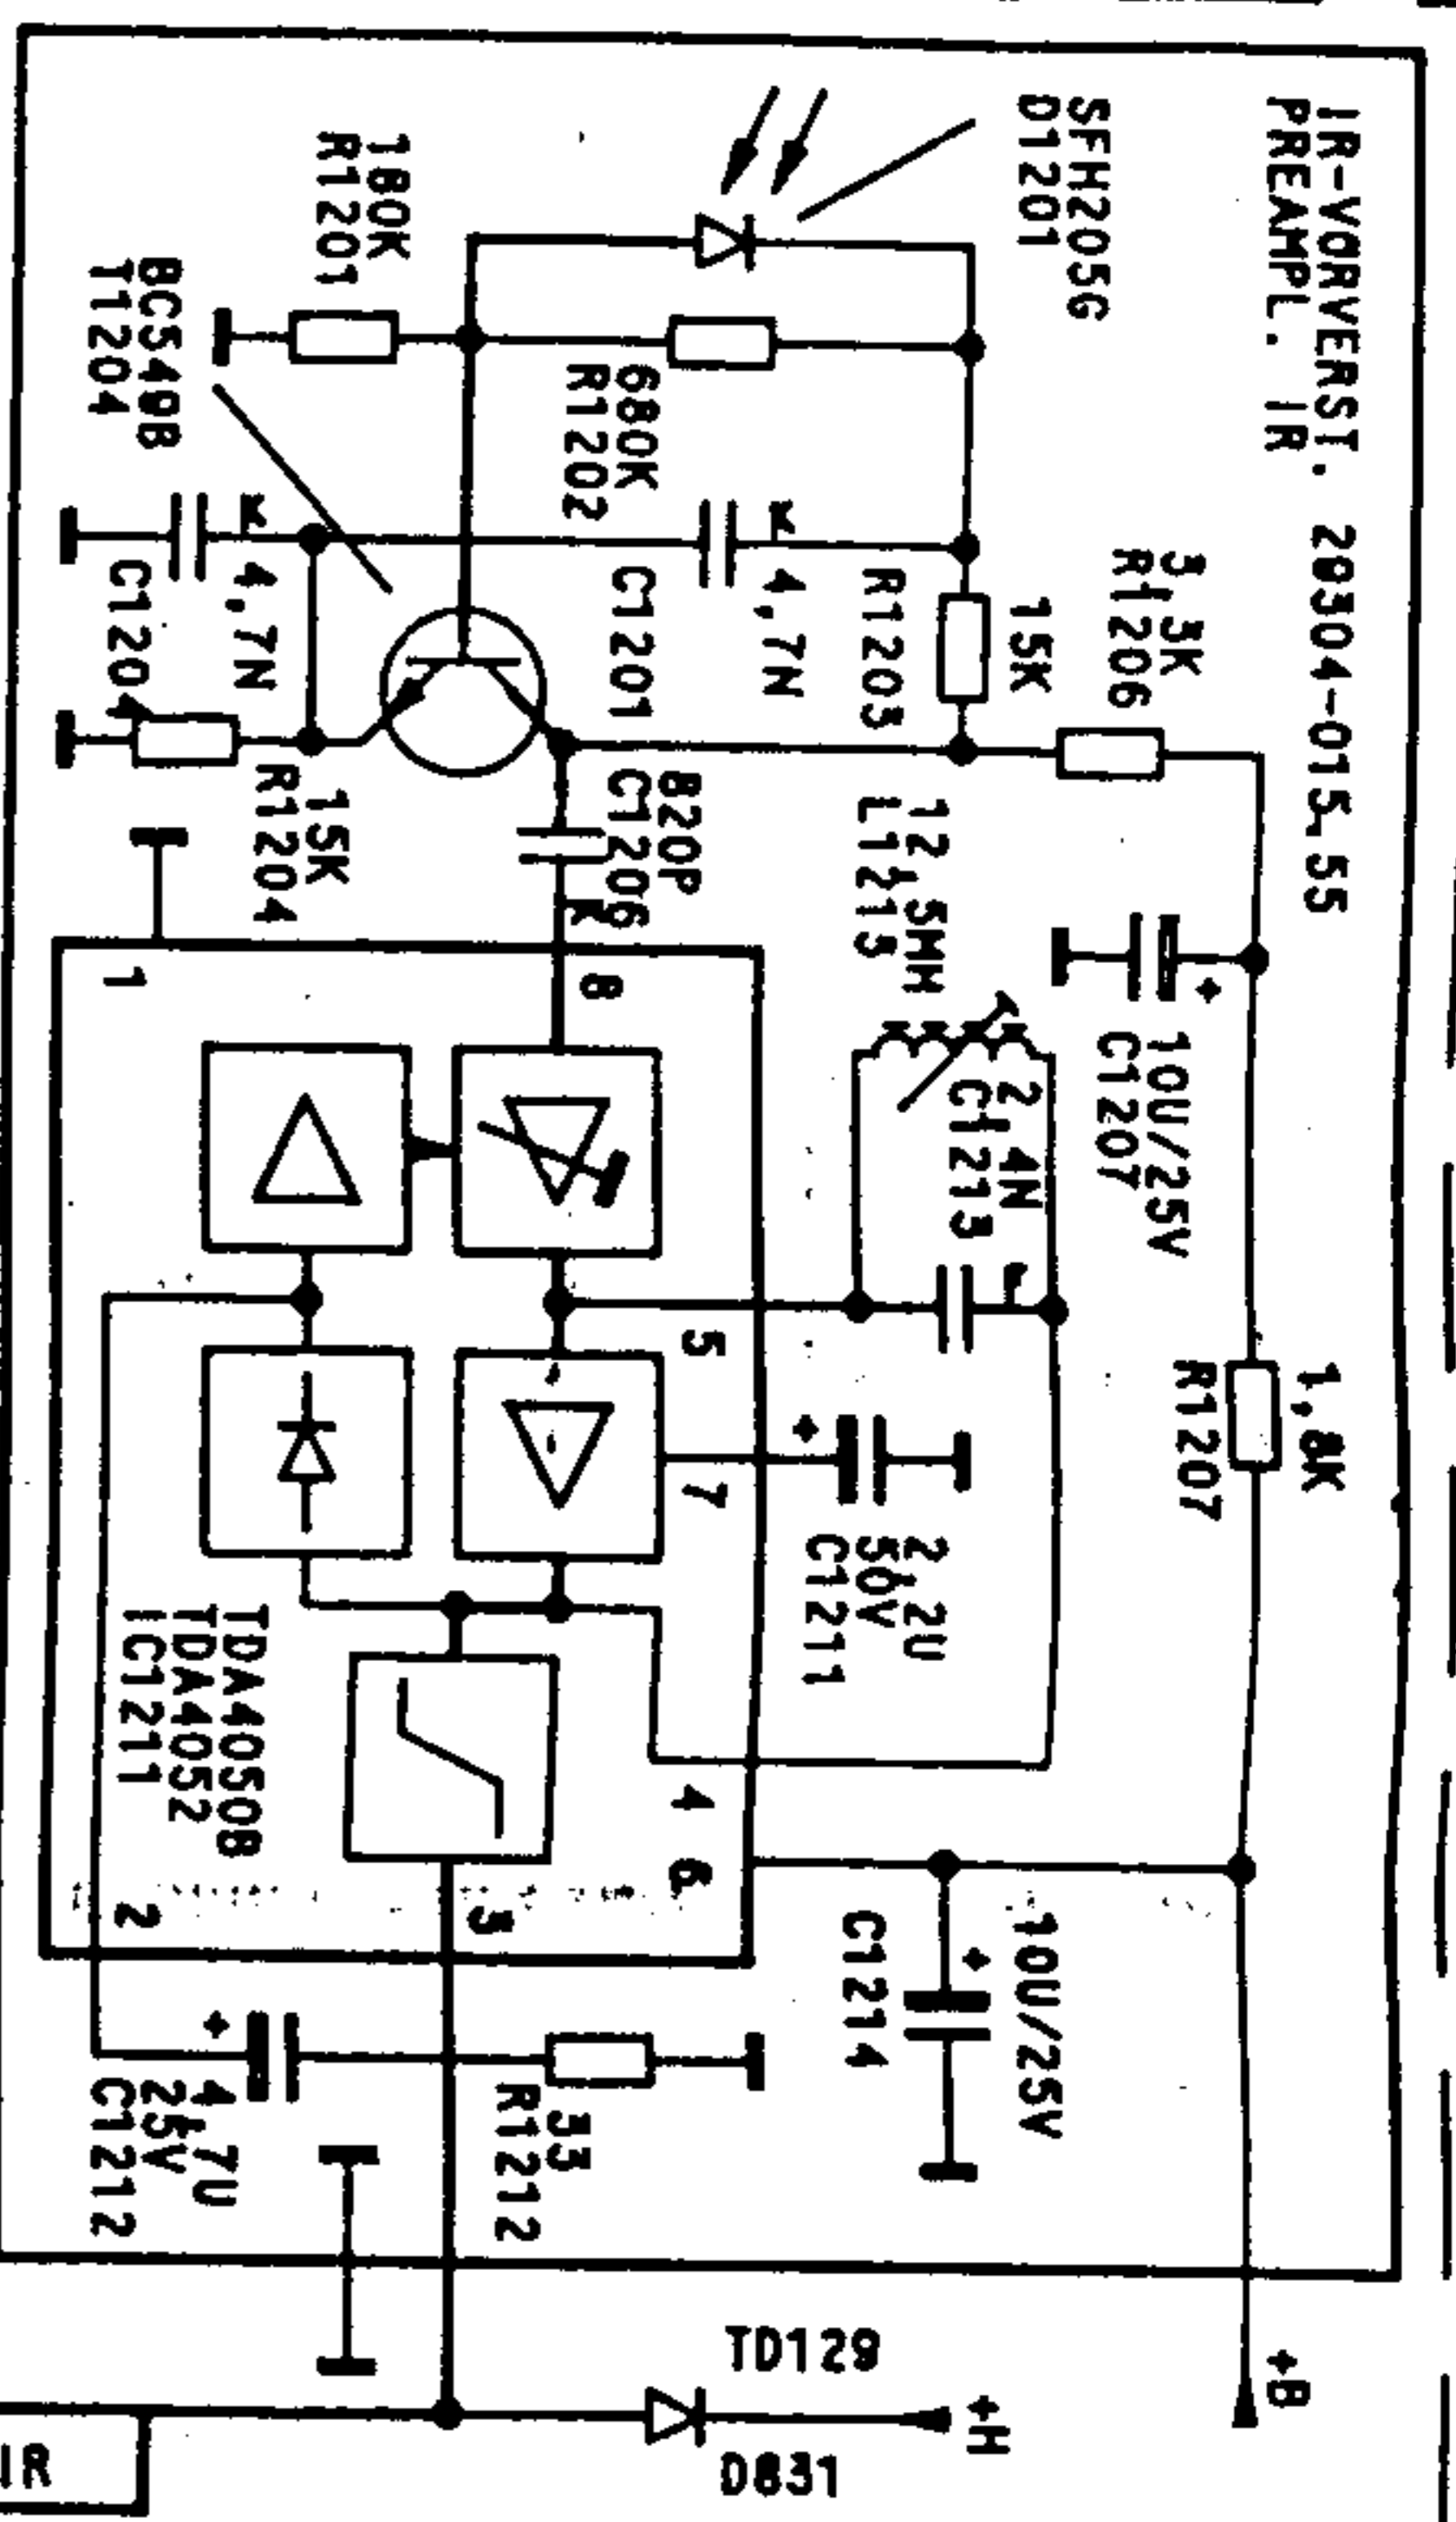 IR-VORVERST. 29304-015.55
PREAMPL. IR
SFH205G
D1201
180K
R1201
BC549B
T1204
680K
R1202
4,7N
C1201
4,7N
C1204
15K
R1203
3,3K
R1206
15K
R1204
820P
C1206
12,5MH
L1213
2,4N
C1213
10U/25V
C1207
1,8K
R1207
2,2U
50V
C1211
1
8
5
7
4
6
3
2
TDA4050B
TDA4052
IC1211
10U/25V
C1214
4,7U
25V
C1212
33
R1212
+B
+H
TD129
D831
IR